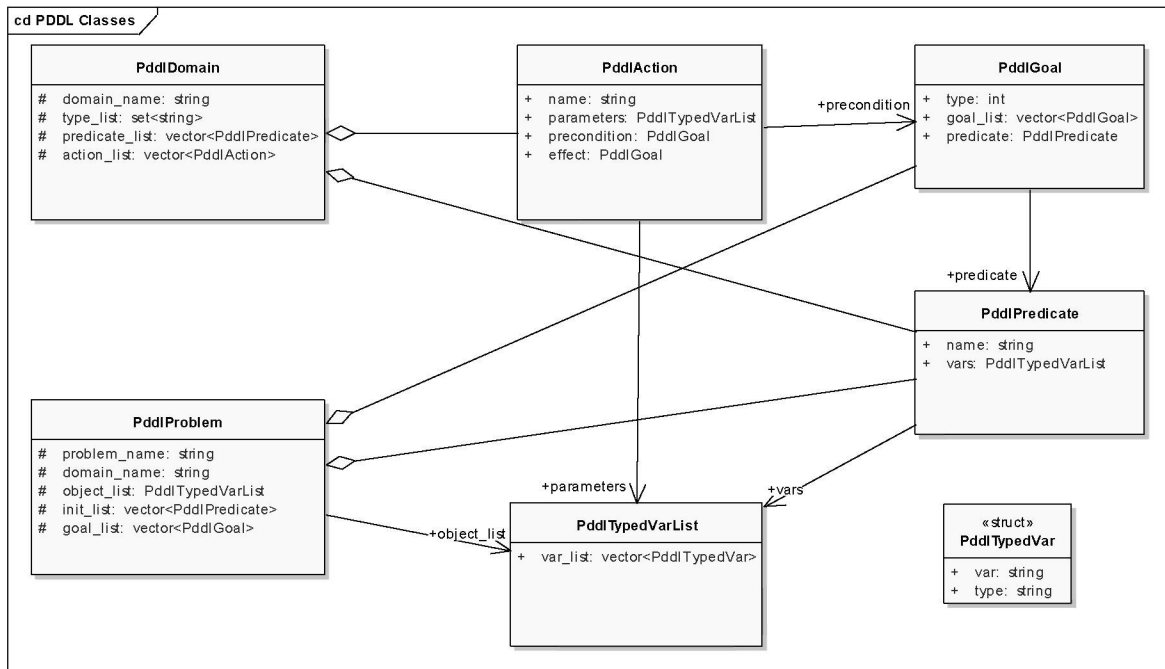 cd PDDL Classes
PddlDomain
# domain_name: string
# type_list: set<string>
# predicate_list: vector<PddlPredicate>
# action_list: vector<PddlAction>
PddlAction
+ name: string
+ parameters: PddlTypedVarList
+ precondition: PddlGoal
+ effect: PddlGoal
+precondition
PddlGoal
+ type: int
+ goal_list: vector<PddlGoal>
+ predicate: PddlPredicate
+predicate
PddlPredicate
+ name: string
+ vars: PddlTypedVarList
PddlProblem
# problem_name: string
# domain_name: string
# object_list: PddlTypedVarList
# init_list: vector<PddlPredicate>
# goal_list: vector<PddlGoal>
+object_list
+parameters
+vars
PddlTypedVarList
+ var_list: vector<PddlTypedVar>
«struct»
PddlTypedVar
+ var: string
+ type: string